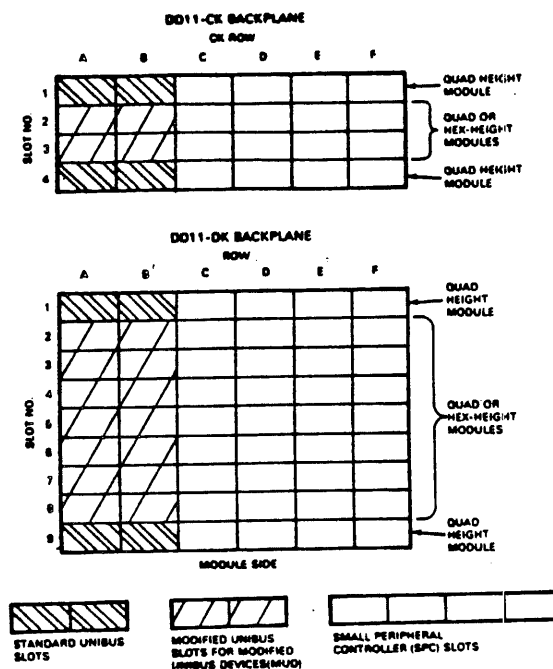 DD11-CK BACKPLANE
CK ROW
A B C D E F
SLOT NO.
1
2
3
4
QUAD HEIGHT
MODULE
QUAD OR
HEX-HEIGHT
MODULES
QUAD HEIGHT
MODULE
DD11-DK BACKPLANE
ROW
A B' C D E F
SLOT NO.
1
2
3
4
5
6
7
8
9
QUAD
HEIGHT
MODULE
QUAD OR
HEX-HEIGHT
MODULES
QUAD
HEIGHT
MODULE
MODULE SIDE
STANDARD UNIBUS
SLOTS
MODIFIED UNIBUS
SLOTS FOR MODIFIED
UNIBUS DEVICES(MUD)
SMALL PERIPHERAL
CONTROLLER (SPC) SLOTS